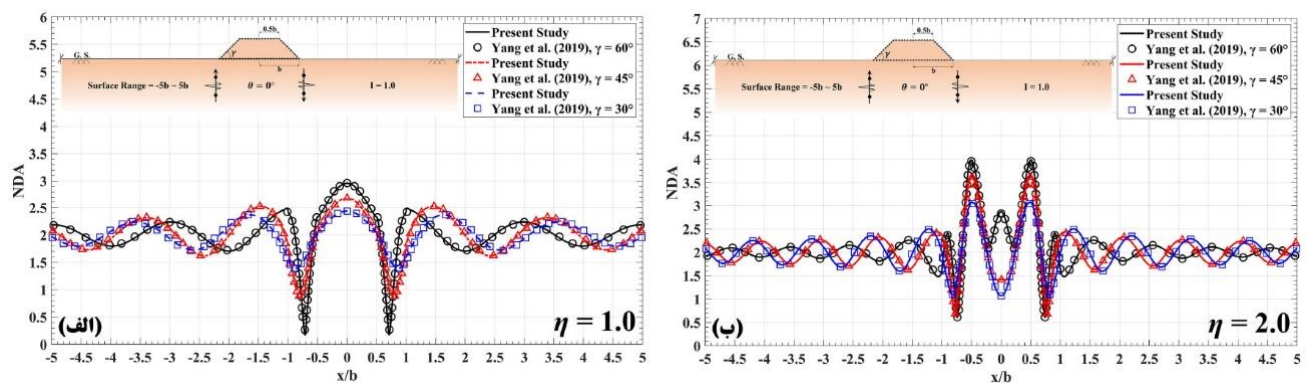 NDA
6
5.5
5
4.5
4
3.5
3
2.5
2
1.5
1
0.5
0
-5 -4.5 -4 -3.5 -3 -2.5 -2 -1.5 -1 -0.5 0 0.5 1 1.5 2 2.5 3 3.5 4 4.5 5
x/b
G. S.
0.5b
γ
b
Surface Range = -5b ~ 5b
θ = 0°
I = 1.0
Present Study
Yang et al. (2019), γ = 60°
Present Study
Yang et al. (2019), γ = 45°
Present Study
Yang et al. (2019), γ = 30°
(الف)
η = 1.0
NDA
7
6.5
6
5.5
5
4.5
4
3.5
3
2.5
2
1.5
1
0.5
0
-5 -4.5 -4 -3.5 -3 -2.5 -2 -1.5 -1 -0.5 0 0.5 1 1.5 2 2.5 3 3.5 4 4.5 5
x/b
G. S.
0.5b
γ
b
Surface Range = -5b ~ 5b
θ = 0°
I = 1.0
Present Study
Yang et al. (2019), γ = 60°
Present Study
Yang et al. (2019), γ = 45°
Present Study
Yang et al. (2019), γ = 30°
(ب)
η = 2.0